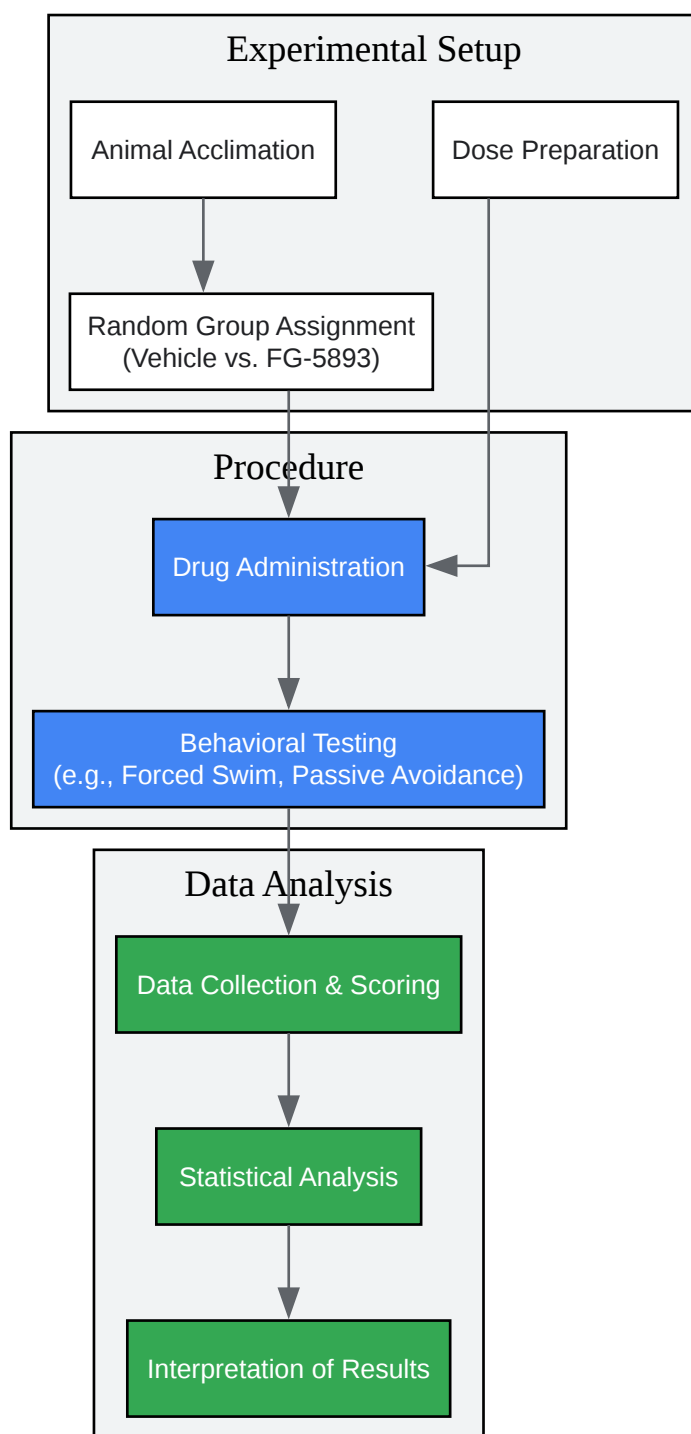 Experimental Setup
Animal Acclimation
Dose Preparation
Random Group Assignment
(Vehicle vs. FG-5893)
Procedure
Drug Administration
Behavioral Testing
(e.g., Forced Swim, Passive Avoidance)
Data Analysis
Data Collection & Scoring
Statistical Analysis
Interpretation of Results